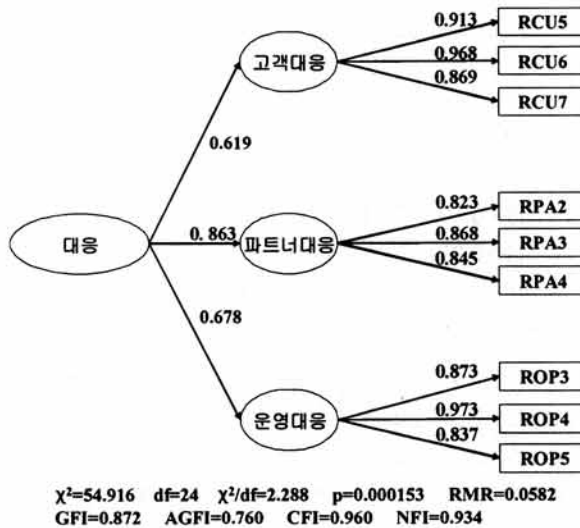 0.913
RCU5
고객대응
0.968
RCU6
0.869
RCU7
0.619
0.823
RPA2
대응
0. 863
파트너대응
0.868
RPA3
0.845
RPA4
0.678
0.873
ROP3
운영대응
0.973
ROP4
0.837
ROP5
χ²=54.916 df=24 χ²/df=2.288 p=0.000153 RMR=0.0582
GFI=0.872 AGFI=0.760 CFI=0.960 NFI=0.934